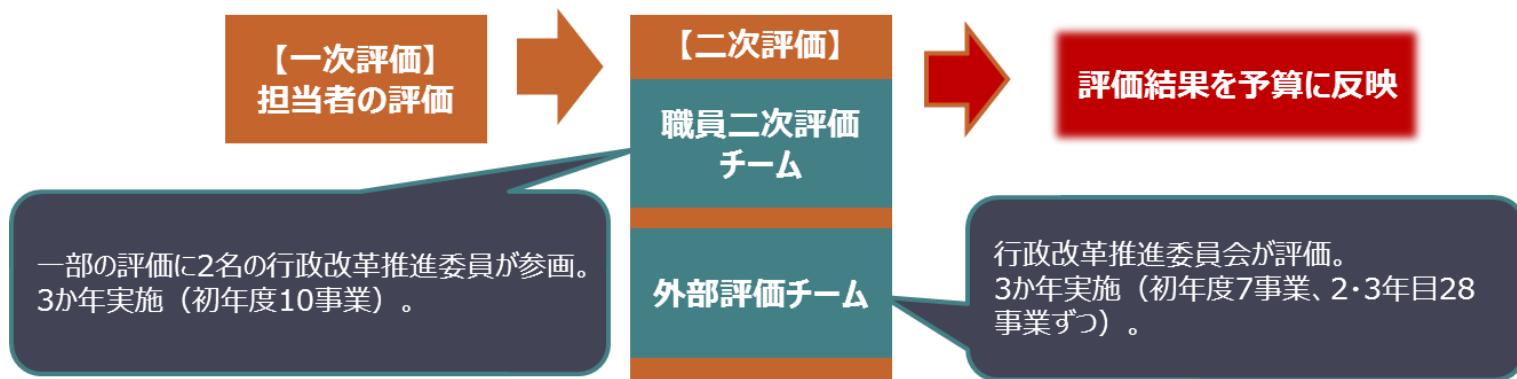 【一次評価】
担当者の評価
【二次評価】
職員二次評価
チーム
外部評価チーム
評価結果を予算に反映
一部の評価に2名の行政改革推進委員が参画。
3か年実施（初年度10事業）。
行政改革推進委員会が評価。
3か年実施（初年度7事業、2・3年目28
事業ずつ）。